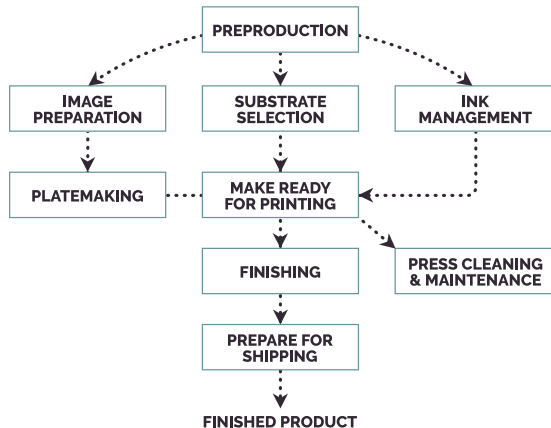 PREPRODUCTION
IMAGE
PREPARATION
SUBSTRATE
SELECTION
INK
MANAGEMENT
PLATEMAKING
MAKE READY
FOR PRINTING
FINISHING
PRESS CLEANING
& MAINTENANCE
PREPARE FOR
SHIPPING
FINISHED PRODUCT